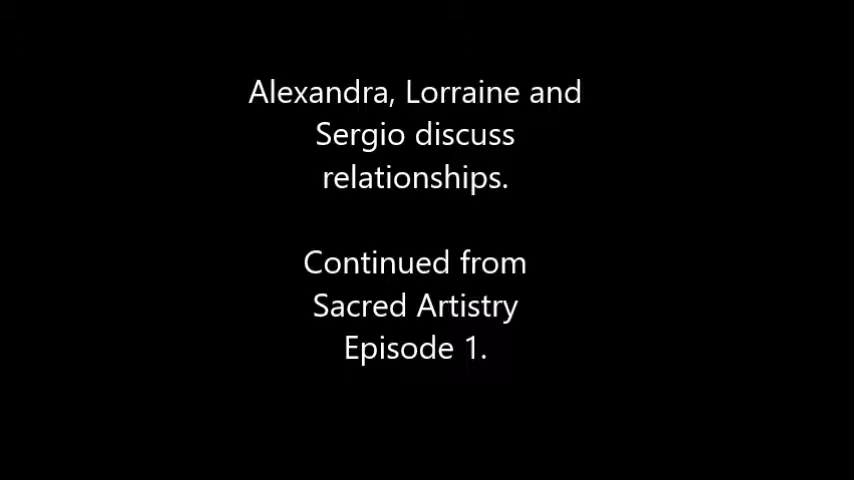 Alexandra, Lorraine and
Sergio discuss
relationships.
Continued from
Sacred Artistry
Episode 1.